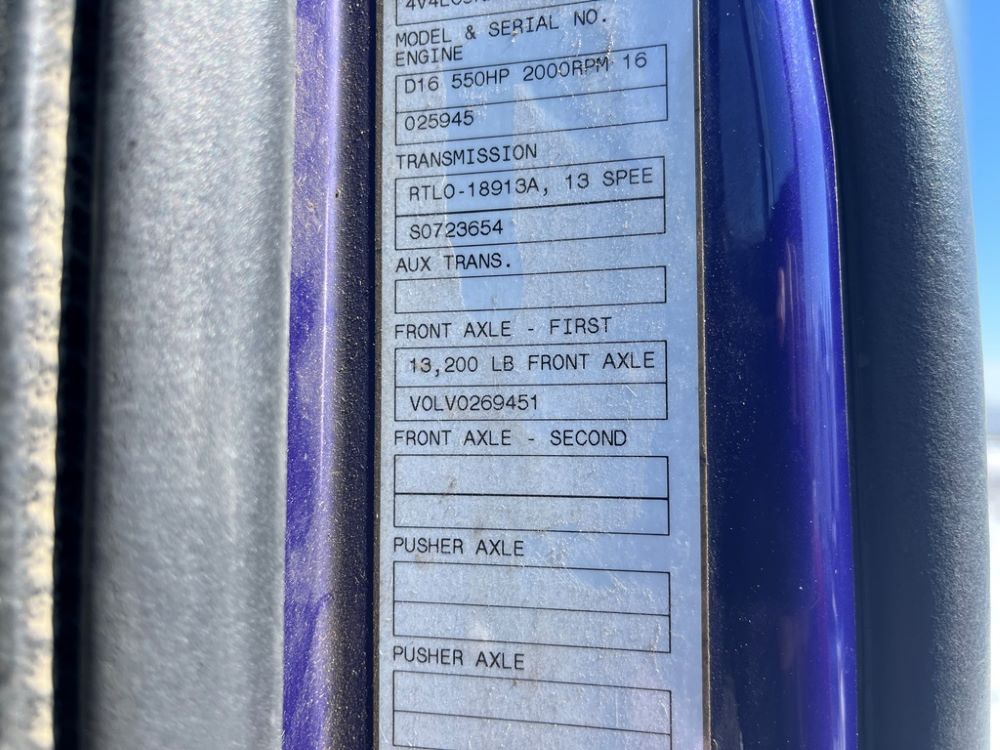 MODEL & SERIAL NO.
ENGINE
D16 550HP 2000RPM 16
025945
TRANSMISSION
RTLO-18913A, 13 SPEE
S0723654
AUX TRANS.
FRONT AXLE - FIRST
13,200 LB FRONT AXLE
VOLVO269451
FRONT AXLE - SECOND
PUSHER AXLE
PUSHER AXLE